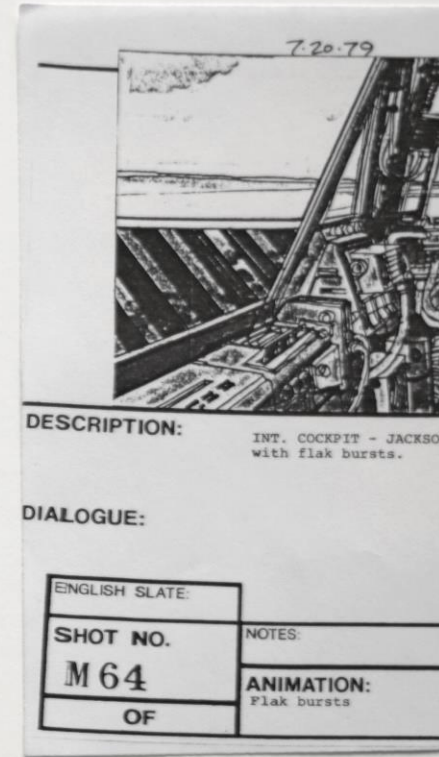 7·20·79
DESCRIPTION:
INT. COCKPIT - JACKSO
with flak bursts.
DIALOGUE:
ENGLISH SLATE:
SHOT NO.
M 64
OF
NOTES:
ANIMATION:
Flak bursts